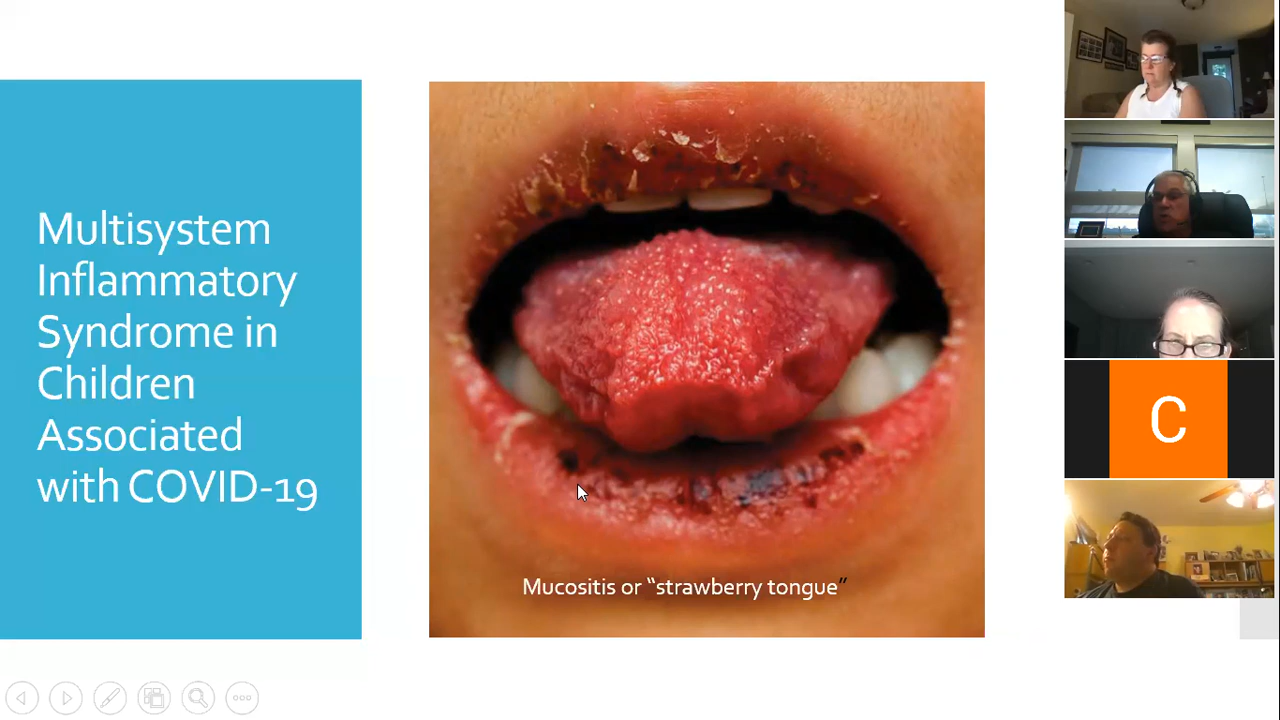 Multisystem
Inflammatory
Syndrome in
Children
Associated
with COVID-19
Mucositis or “strawberry tongue”
C